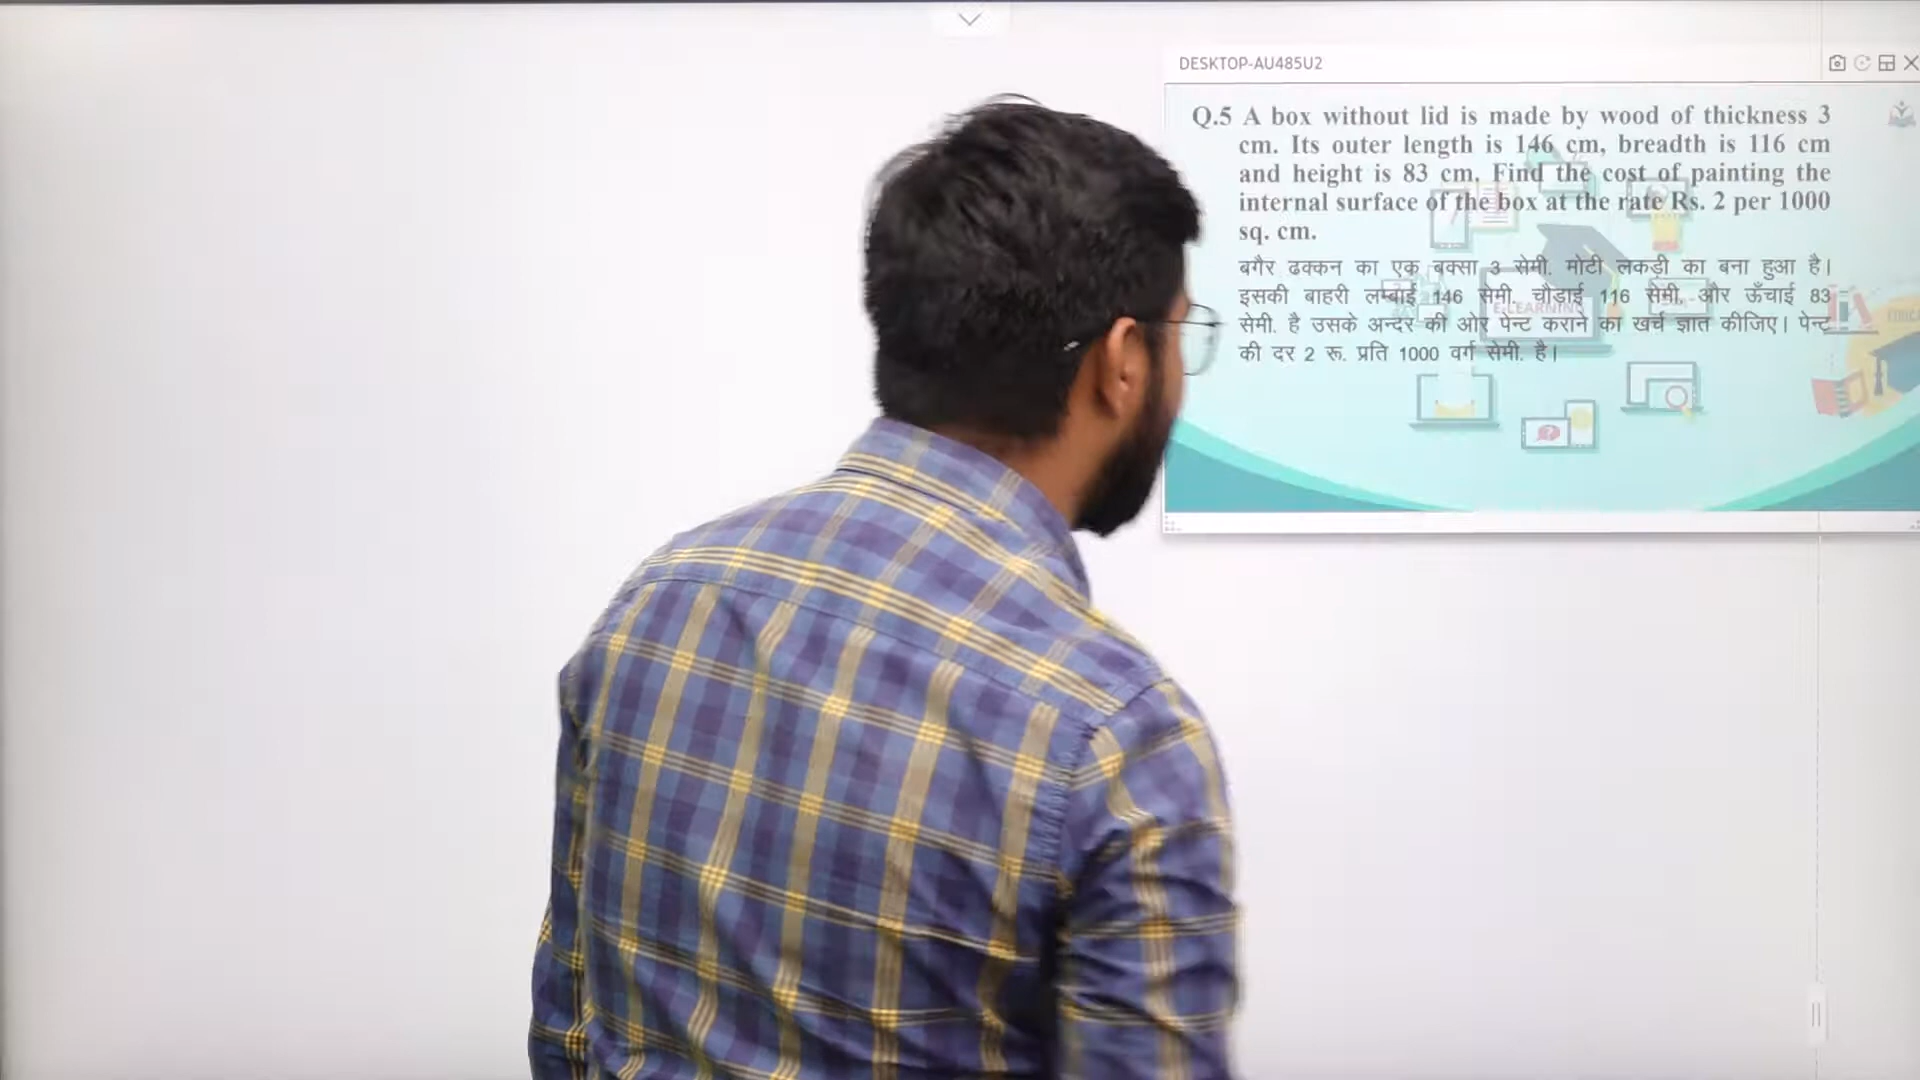 DESKTOP-AU485U2
Q.5 A box without lid is made by wood of thickness 3
cm. Its outer length is 146 cm, breadth is 116 cm
and height is 83 cm. Find the cost of painting the
internal surface of the box at the rate Rs. 2 per 1000
sq. cm.
बगैर ढक्कन का एक बक्सा 3 सेमी. मोटी लकड़ी का बना हुआ है।
इसकी बाहरी लम्बाई 146 सेमी. चौड़ाई 116 सेमी. और ऊँचाई 83
E-LEARNING
सेमी. है उसके अन्दर की ओर पेन्ट कराने का खर्च ज्ञात कीजिए। पेन्ट
की दर 2 रू. प्रति 1000 वर्ग सेमी. है।